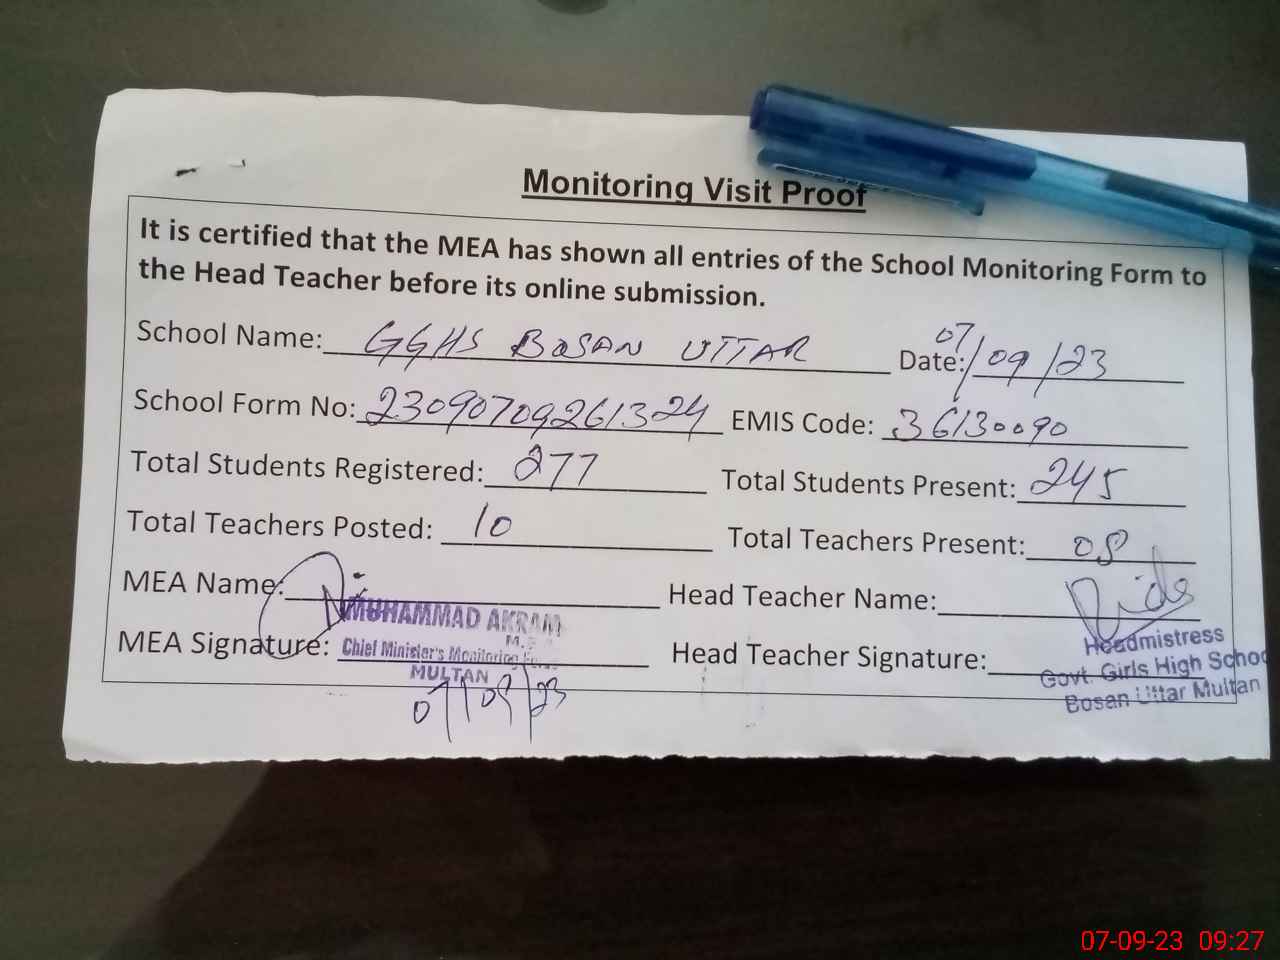 Monitoring Visit Proof
It is certified that the MEA has shown all entries of the School Monitoring Form to
the Head Teacher before its online submission.
School Name: GGHS BOSAN UTTAR Date: 07/09/23
School Form No: 23090709261324 EMIS Code: 36130090
Total Students Registered: 277 Total Students Present: 245
Total Teachers Posted: 10 Total Teachers Present: 08
MEA Name: Head Teacher Name:
MUHAMMAD AKRAM
MEA Signature: Head Teacher Signature:
Chief Minister's Monitoring
MULTAN
07/09/23
Headmistress
Govt. Girls High Schoo
Bosan Uttar Multan
07-09-23 09:27